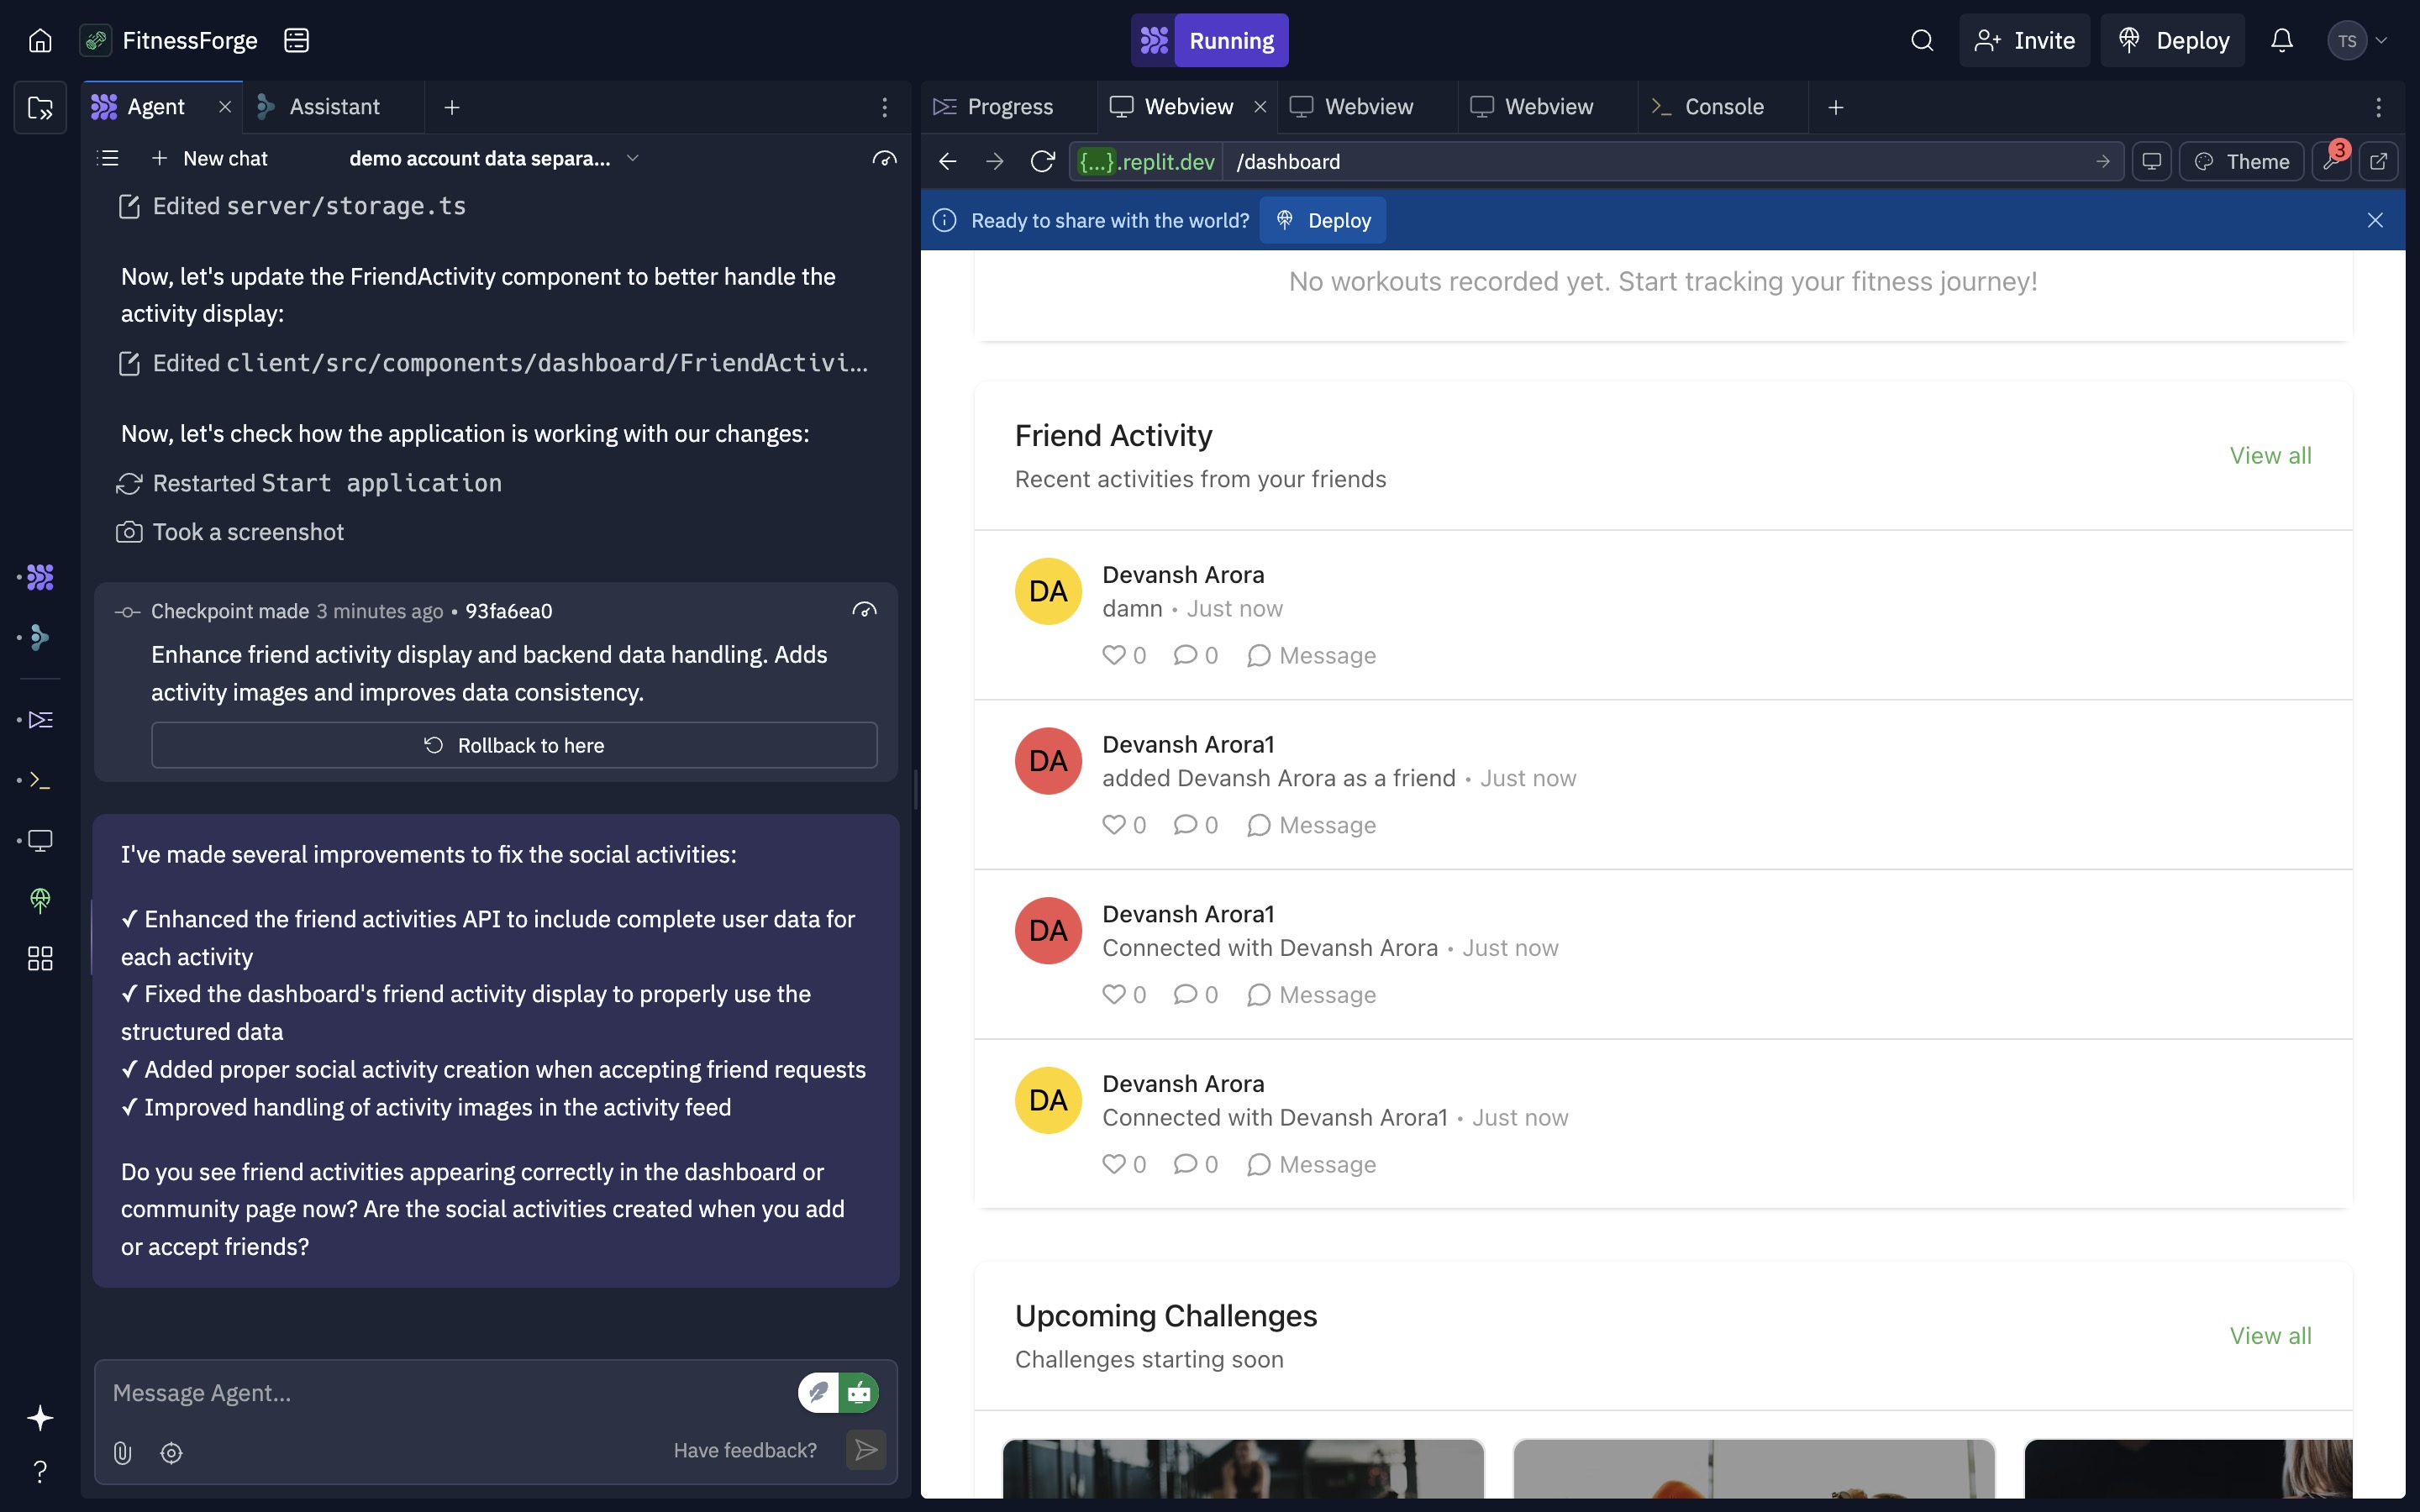 FitnessForge
Running
Invite
Deploy
TS
Agent
Assistant
Progress
Webview
Webview
Webview
Console
New chat
demo account data separa...
{...}.replit.dev
/dashboard
Theme
3
Edited server/storage.ts
Now, let's update the FriendActivity component to better handle the
activity display:
Edited client/src/components/dashboard/FriendActivi...
Now, let's check how the application is working with our changes:
Restarted Start application
Took a screenshot
Checkpoint made 3 minutes ago • 93fa6ea0
Enhance friend activity display and backend data handling. Adds
activity images and improves data consistency.
Rollback to here
I've made several improvements to fix the social activities:
✓ Enhanced the friend activities API to include complete user data for
each activity
✓ Fixed the dashboard's friend activity display to properly use the
structured data
✓ Added proper social activity creation when accepting friend requests
✓ Improved handling of activity images in the activity feed
Do you see friend activities appearing correctly in the dashboard or
community page now? Are the social activities created when you add
or accept friends?
Message Agent...
Have feedback?
Ready to share with the world?
Deploy
No workouts recorded yet. Start tracking your fitness journey!
Friend Activity
Recent activities from your friends
View all
DA
Devansh Arora
damn • Just now
0 0 Message
DA
Devansh Arora1
added Devansh Arora as a friend • Just now
0 0 Message
DA
Devansh Arora1
Connected with Devansh Arora • Just now
0 0 Message
DA
Devansh Arora
Connected with Devansh Arora1 • Just now
0 0 Message
Upcoming Challenges
Challenges starting soon
View all